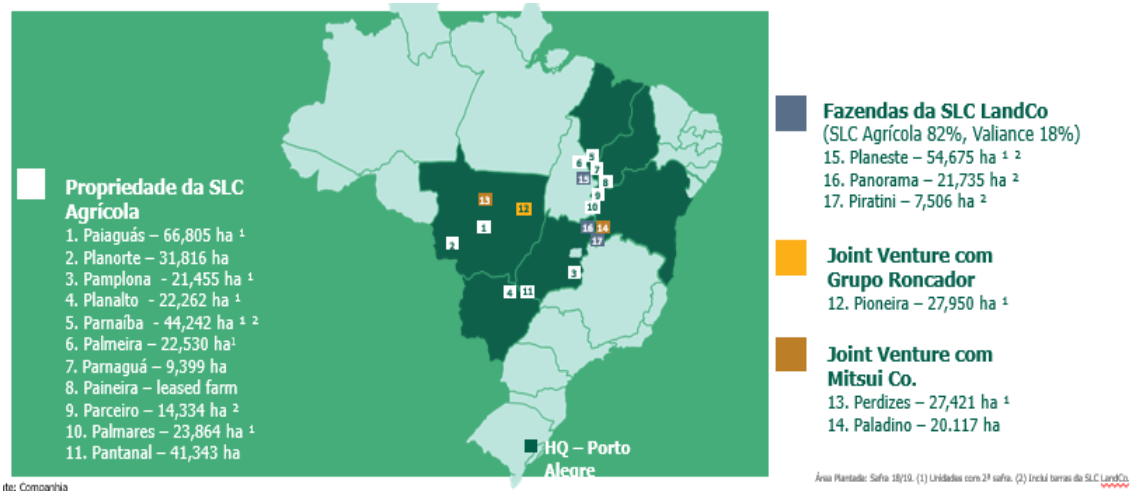 Propriedade da SLC
Agrícola
1. Paiaguás – 66,805 ha ¹
2. Planorte – 31,816 ha
3. Pamplona - 21,455 ha ¹
4. Planalto - 22,262 ha ¹
5. Parnaíba - 44,242 ha ¹ ²
6. Palmeira – 22,530 ha¹
7. Parnaguá – 9,399 ha
8. Paineira – leased farm
9. Parceiro – 14,334 ha ²
10. Palmares – 23,864 ha ¹
11. Pantanal – 41,343 ha
5
6
7
15
8
9
10
13
12
1
16
14
2
17
3
4
11
HQ – Porto
Alegre
Fazendas da SLC LandCo
(SLC Agrícola 82%, Valiance 18%)
15. Planeste – 54,675 ha ¹ ²
16. Panorama – 21,735 ha ²
17. Piratini – 7,506 ha ²
Joint Venture com
Grupo Roncador
12. Pioneira – 27,950 ha ¹
Joint Venture com
Mitsui Co.
13. Perdizes – 27,421 ha ¹
14. Paladino – 20.117 ha
Área Plantada: Safra 18/19. (1) Unidades com 2ª safra. (2) Inclui terras da SLC LandCo.
ite: Companhia